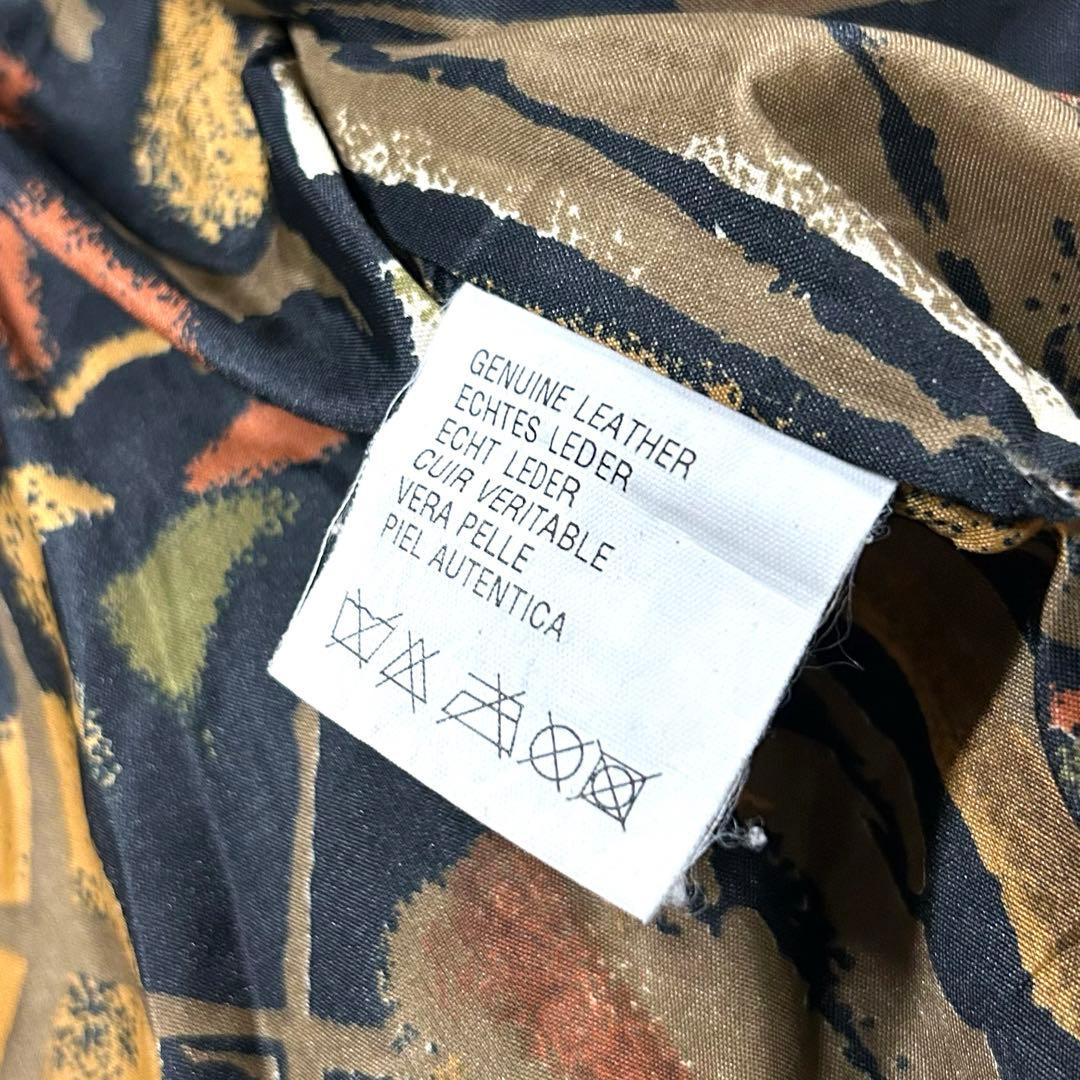 GENUINE LEATHER
ECHTES LEDER
ECHT LEDER
CUIR VERITABLE
VERA PELLE
PIEL AUTENTICA